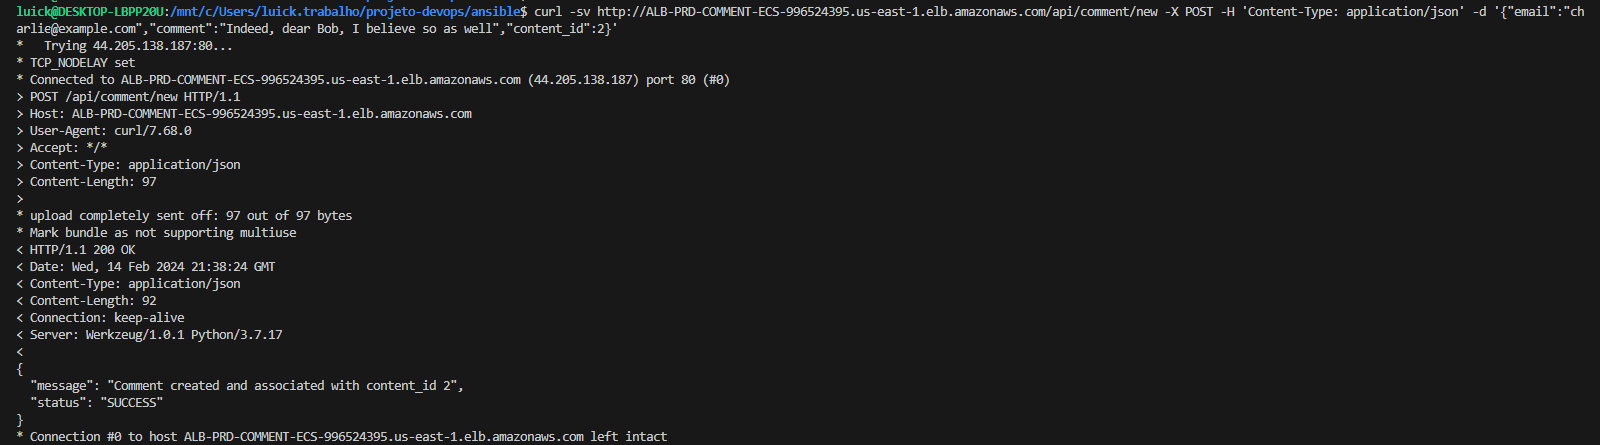 luick@DESKTOP-LBPP20U:/mnt/c/Users/luick.trabalho/projeto-devops/ansible$ curl -sv http://ALB-PRD-COMMENT-ECS-996524395.us-east-1.elb.amazonaws.com/api/comment/new -X POST -H 'Content-Type: application/json' -d '{"email":"ch
arlie@example.com","comment":"Indeed, dear Bob, I believe so as well","content_id":2}'
*   Trying 44.205.138.187:80...
* TCP_NODELAY set
* Connected to ALB-PRD-COMMENT-ECS-996524395.us-east-1.elb.amazonaws.com (44.205.138.187) port 80 (#0)
> POST /api/comment/new HTTP/1.1
> Host: ALB-PRD-COMMENT-ECS-996524395.us-east-1.elb.amazonaws.com
> User-Agent: curl/7.68.0
> Accept: */*
> Content-Type: application/json
> Content-Length: 97
>
* upload completely sent off: 97 out of 97 bytes
* Mark bundle as not supporting multiuse
< HTTP/1.1 200 OK
< Date: Wed, 14 Feb 2024 21:38:24 GMT
< Content-Type: application/json
< Content-Length: 92
< Connection: keep-alive
< Server: Werkzeug/1.0.1 Python/3.7.17
<
{
  "message": "Comment created and associated with content_id 2",
  "status": "SUCCESS"
}
* Connection #0 to host ALB-PRD-COMMENT-ECS-996524395.us-east-1.elb.amazonaws.com left intact